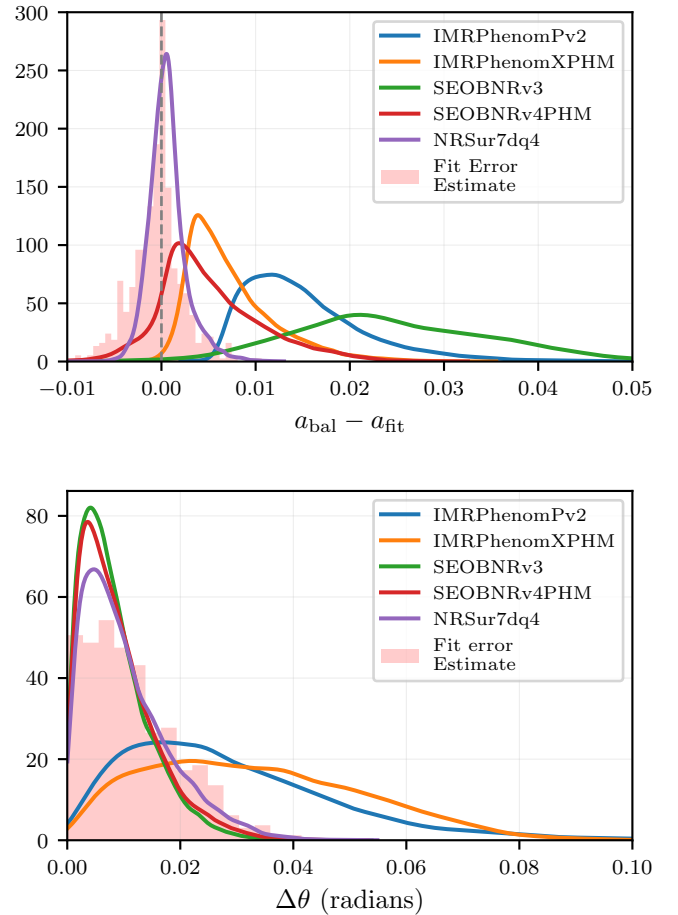 300
250
200
150
100
50
0
−0.01
0.00
0.01
0.02
0.03
0.04
0.05
a_bal − a_fit
IMRPhenomPv2
IMRPhenomXPHM
SEOBNRv3
SEOBNRv4PHM
NRSur7dq4
Fit Error
Estimate
80
60
40
20
0
0.00
0.02
0.04
0.06
0.08
0.10
Δθ (radians)
IMRPhenomPv2
IMRPhenomXPHM
SEOBNRv3
SEOBNRv4PHM
NRSur7dq4
Fit error
Estimate